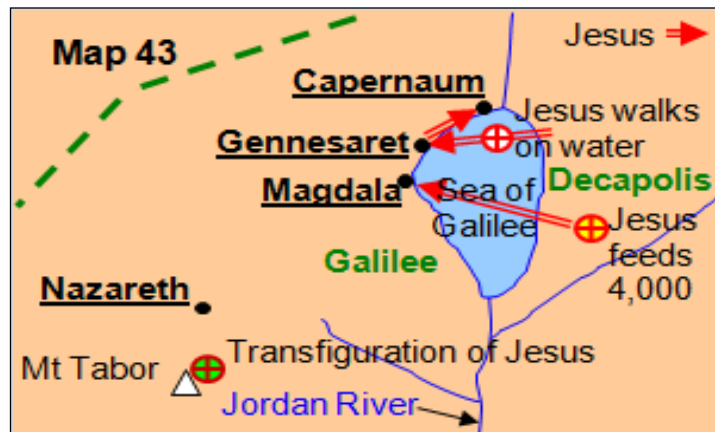 Map 43
Jesus
Capernaum
Jesus walks
on water
Gennesaret
Decapolis
Magdala
Sea of
Galilee
Jesus
feeds
4,000
Galilee
Nazareth
Transfiguration of Jesus
Mt Tabor
Jordan River